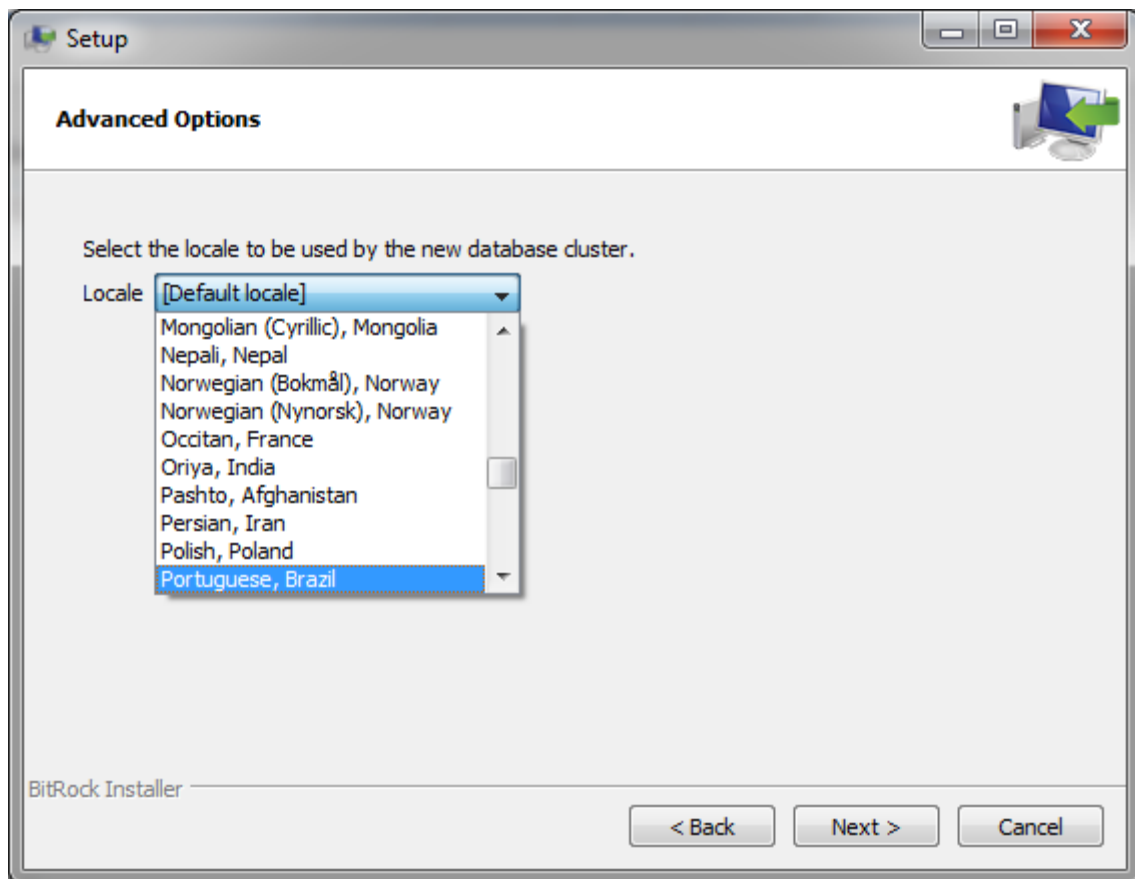 Setup
Advanced Options
Select the locale to be used by the new database cluster.
Locale [Default locale]
Mongolian (Cyrillic), Mongolia
Nepali, Nepal
Norwegian (Bokmål), Norway
Norwegian (Nynorsk), Norway
Occitan, France
Oriya, India
Pashto, Afghanistan
Persian, Iran
Polish, Poland
Portuguese, Brazil
BitRock Installer
< Back Next > Cancel